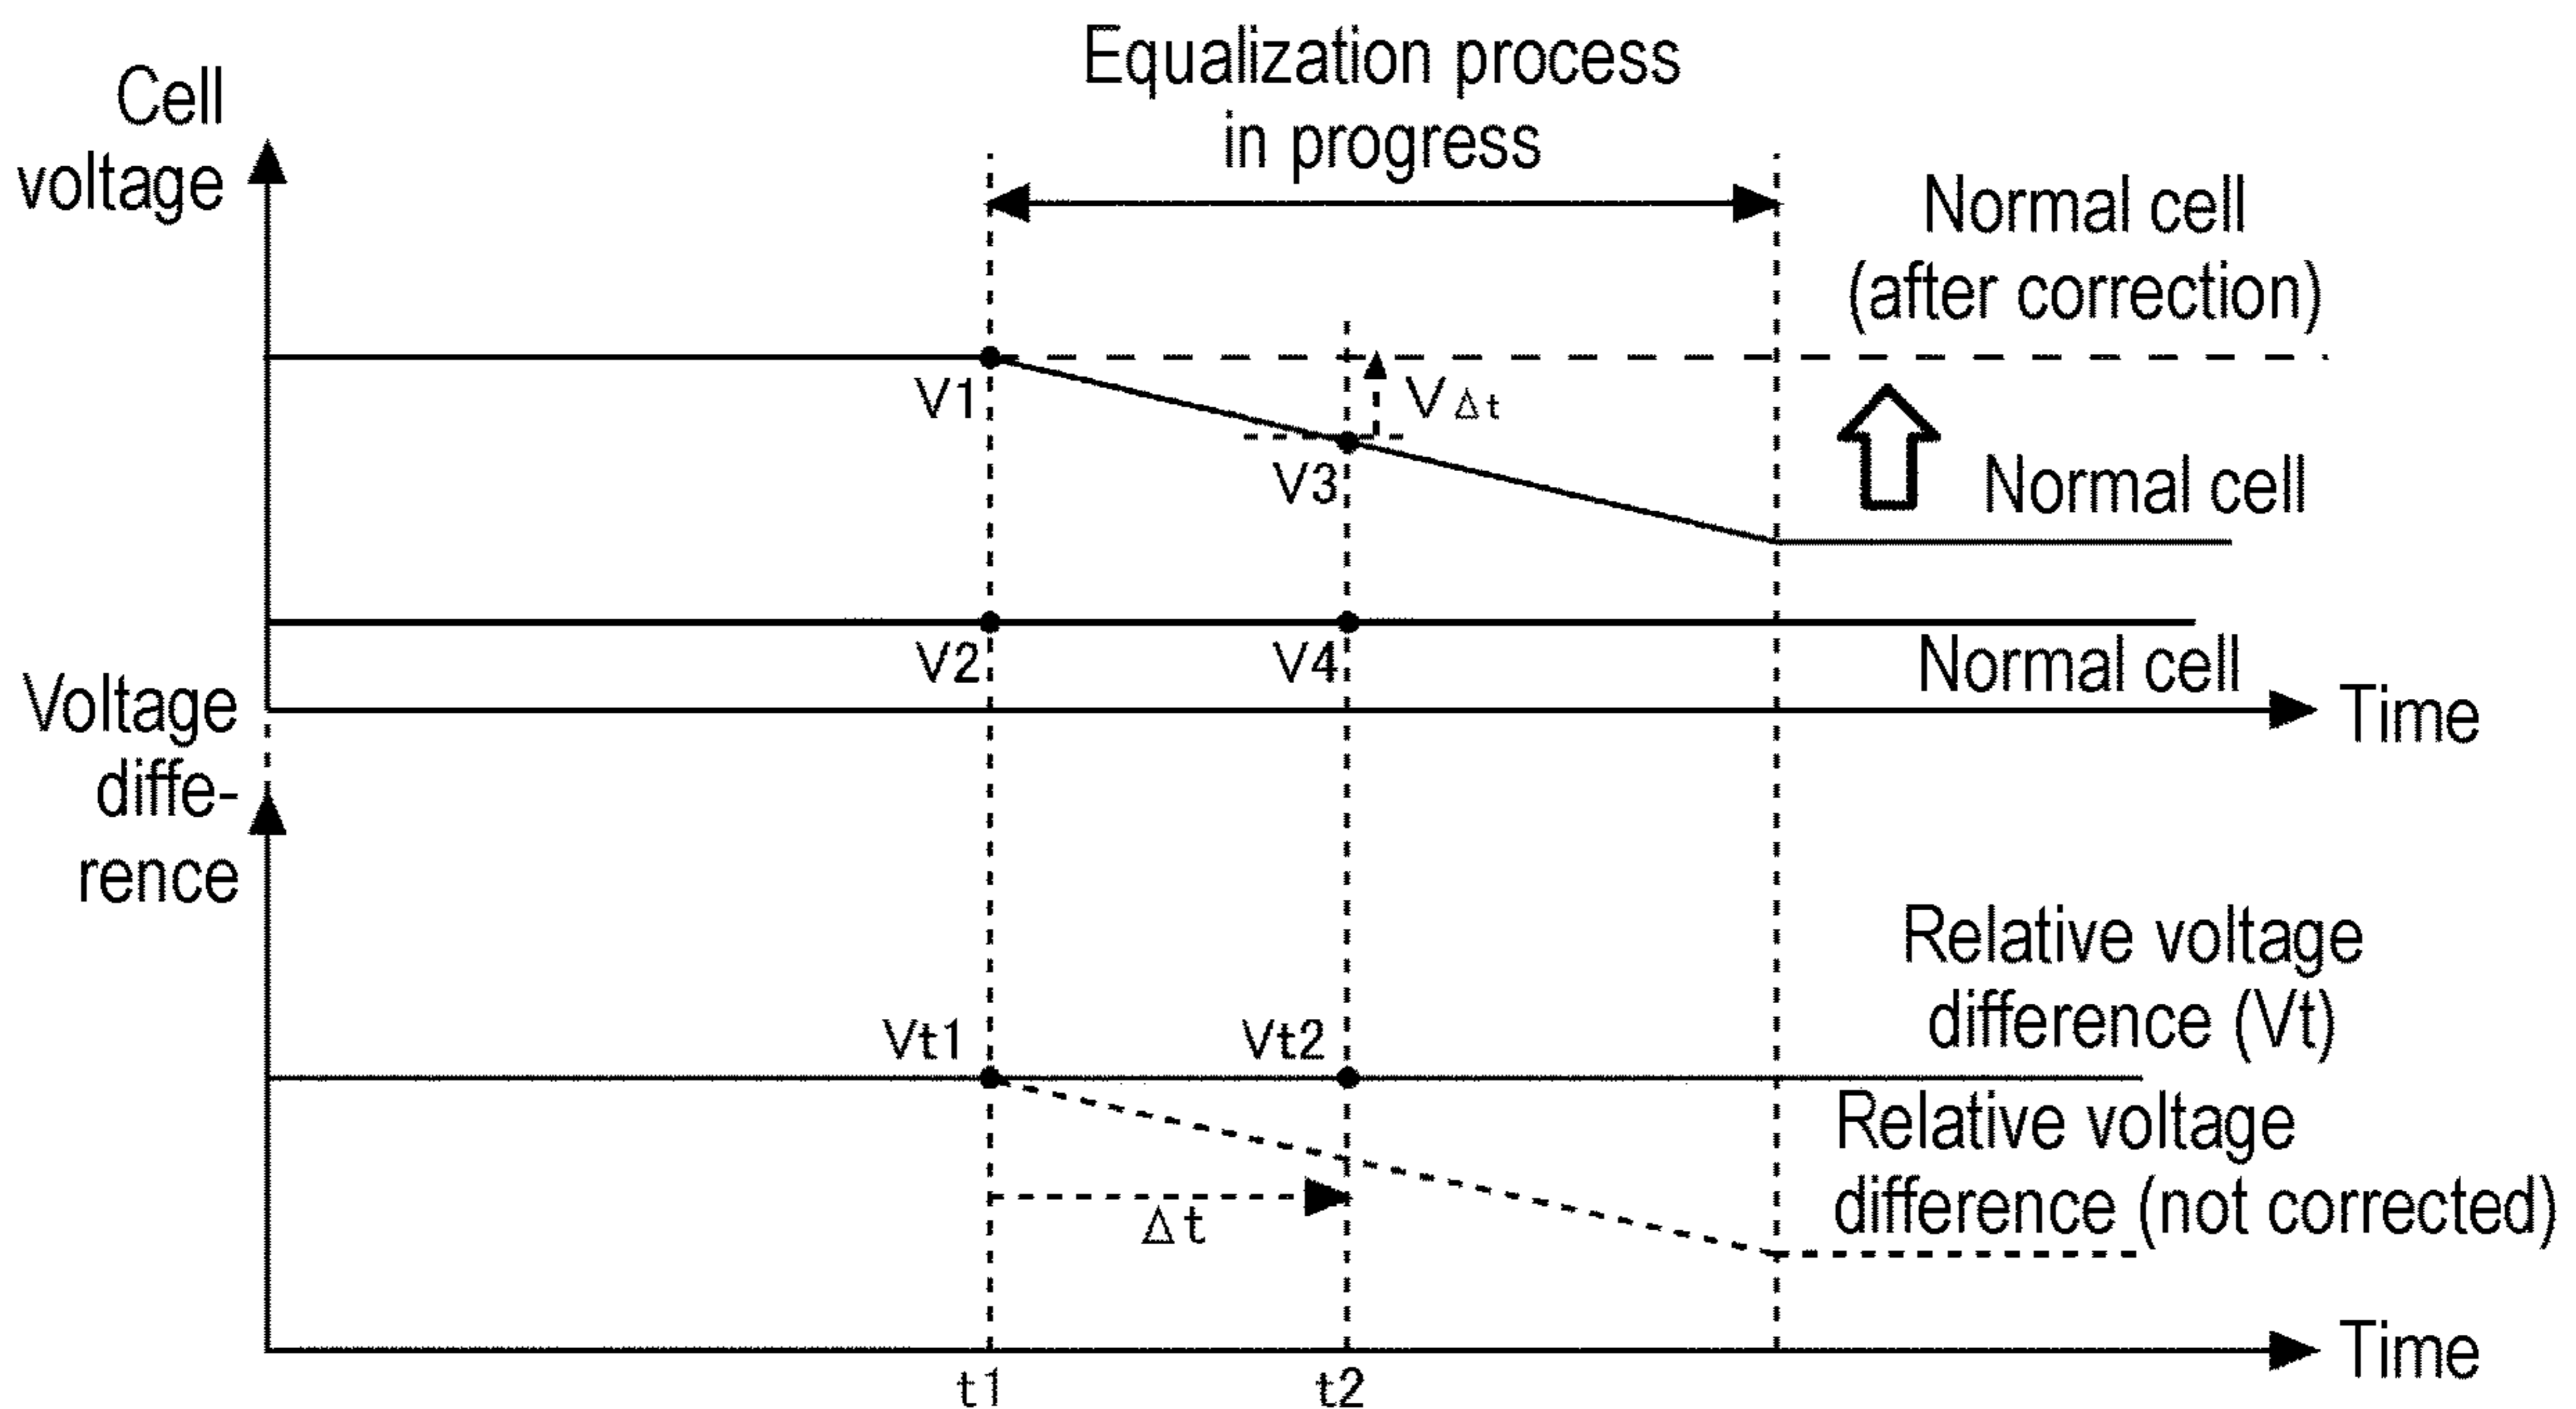 Equalization process
in progress
Cell
voltage
Normal cell
(after correction)
V1
V Δt
V3
Normal cell
V2
V4
Normal cell
Time
Voltage
diffe-
rence
Relative voltage
difference (Vt)
Vt1
Vt2
Relative voltage
difference (not corrected)
Δt
Time
t1
t2